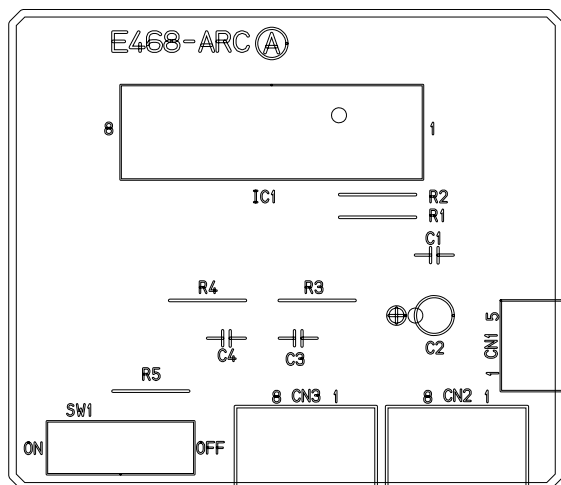 E468-ARC A
8 1
IC1
R2
R1
C1
R4 R3
C4 C3 C2
1 CN1 5
R5
8 CN3 1 8 CN2 1
SW1
ON OFF